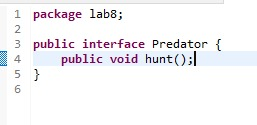 1 package lab8;
2
3 public interface Predator {
4     public void hunt();
5 }
6